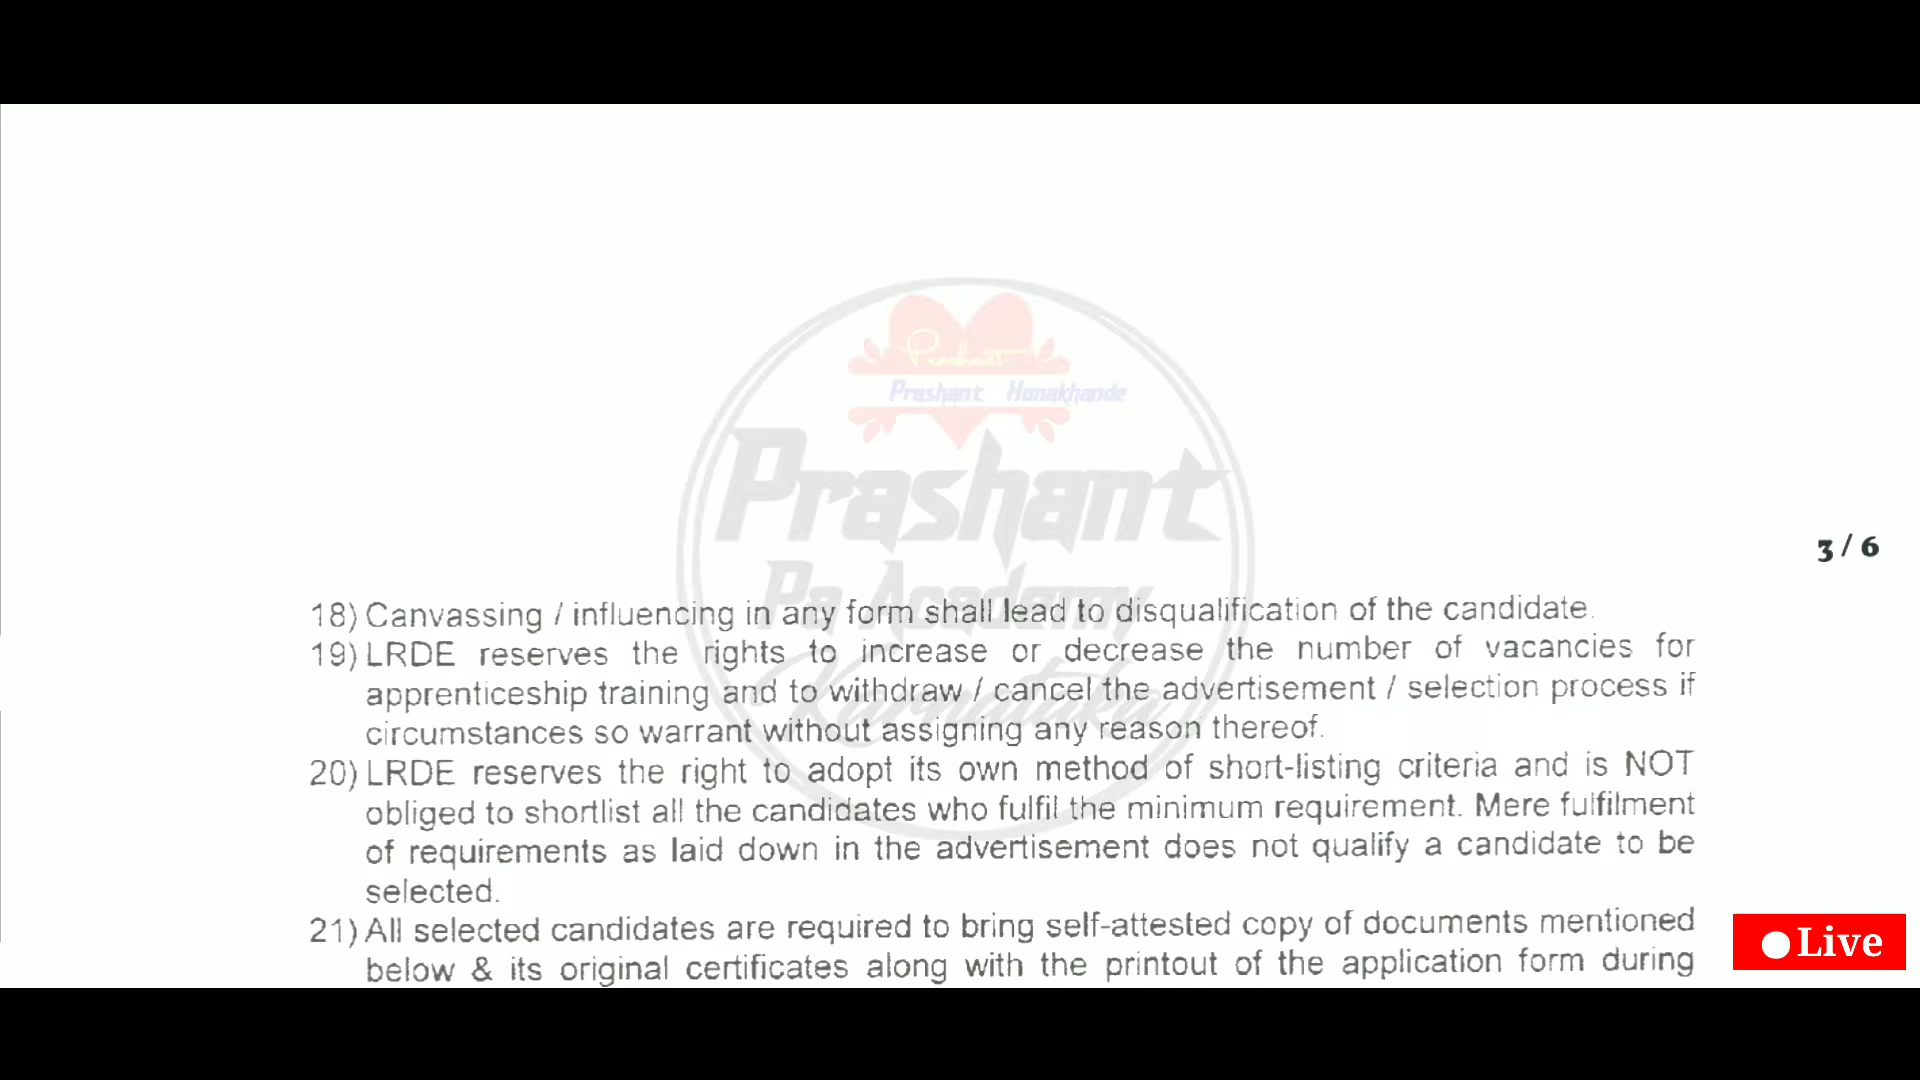 Prashant
Prashant Honakhande
Prashant
Pa Academy
Karnataka
3 / 6
18) Canvassing / influencing in any form shall lead to disqualification of the candidate.
19) LRDE reserves the rights to increase or decrease the number of vacancies for
apprenticeship training and to withdraw / cancel the advertisement / selection process if
circumstances so warrant without assigning any reason thereof.
20) LRDE reserves the right to adopt its own method of short-listing criteria and is NOT
obliged to shortlist all the candidates who fulfil the minimum requirement. Mere fulfilment
of requirements as laid down in the advertisement does not qualify a candidate to be
selected.
21) All selected candidates are required to bring self-attested copy of documents mentioned
below & its original certificates along with the printout of the application form during
Live